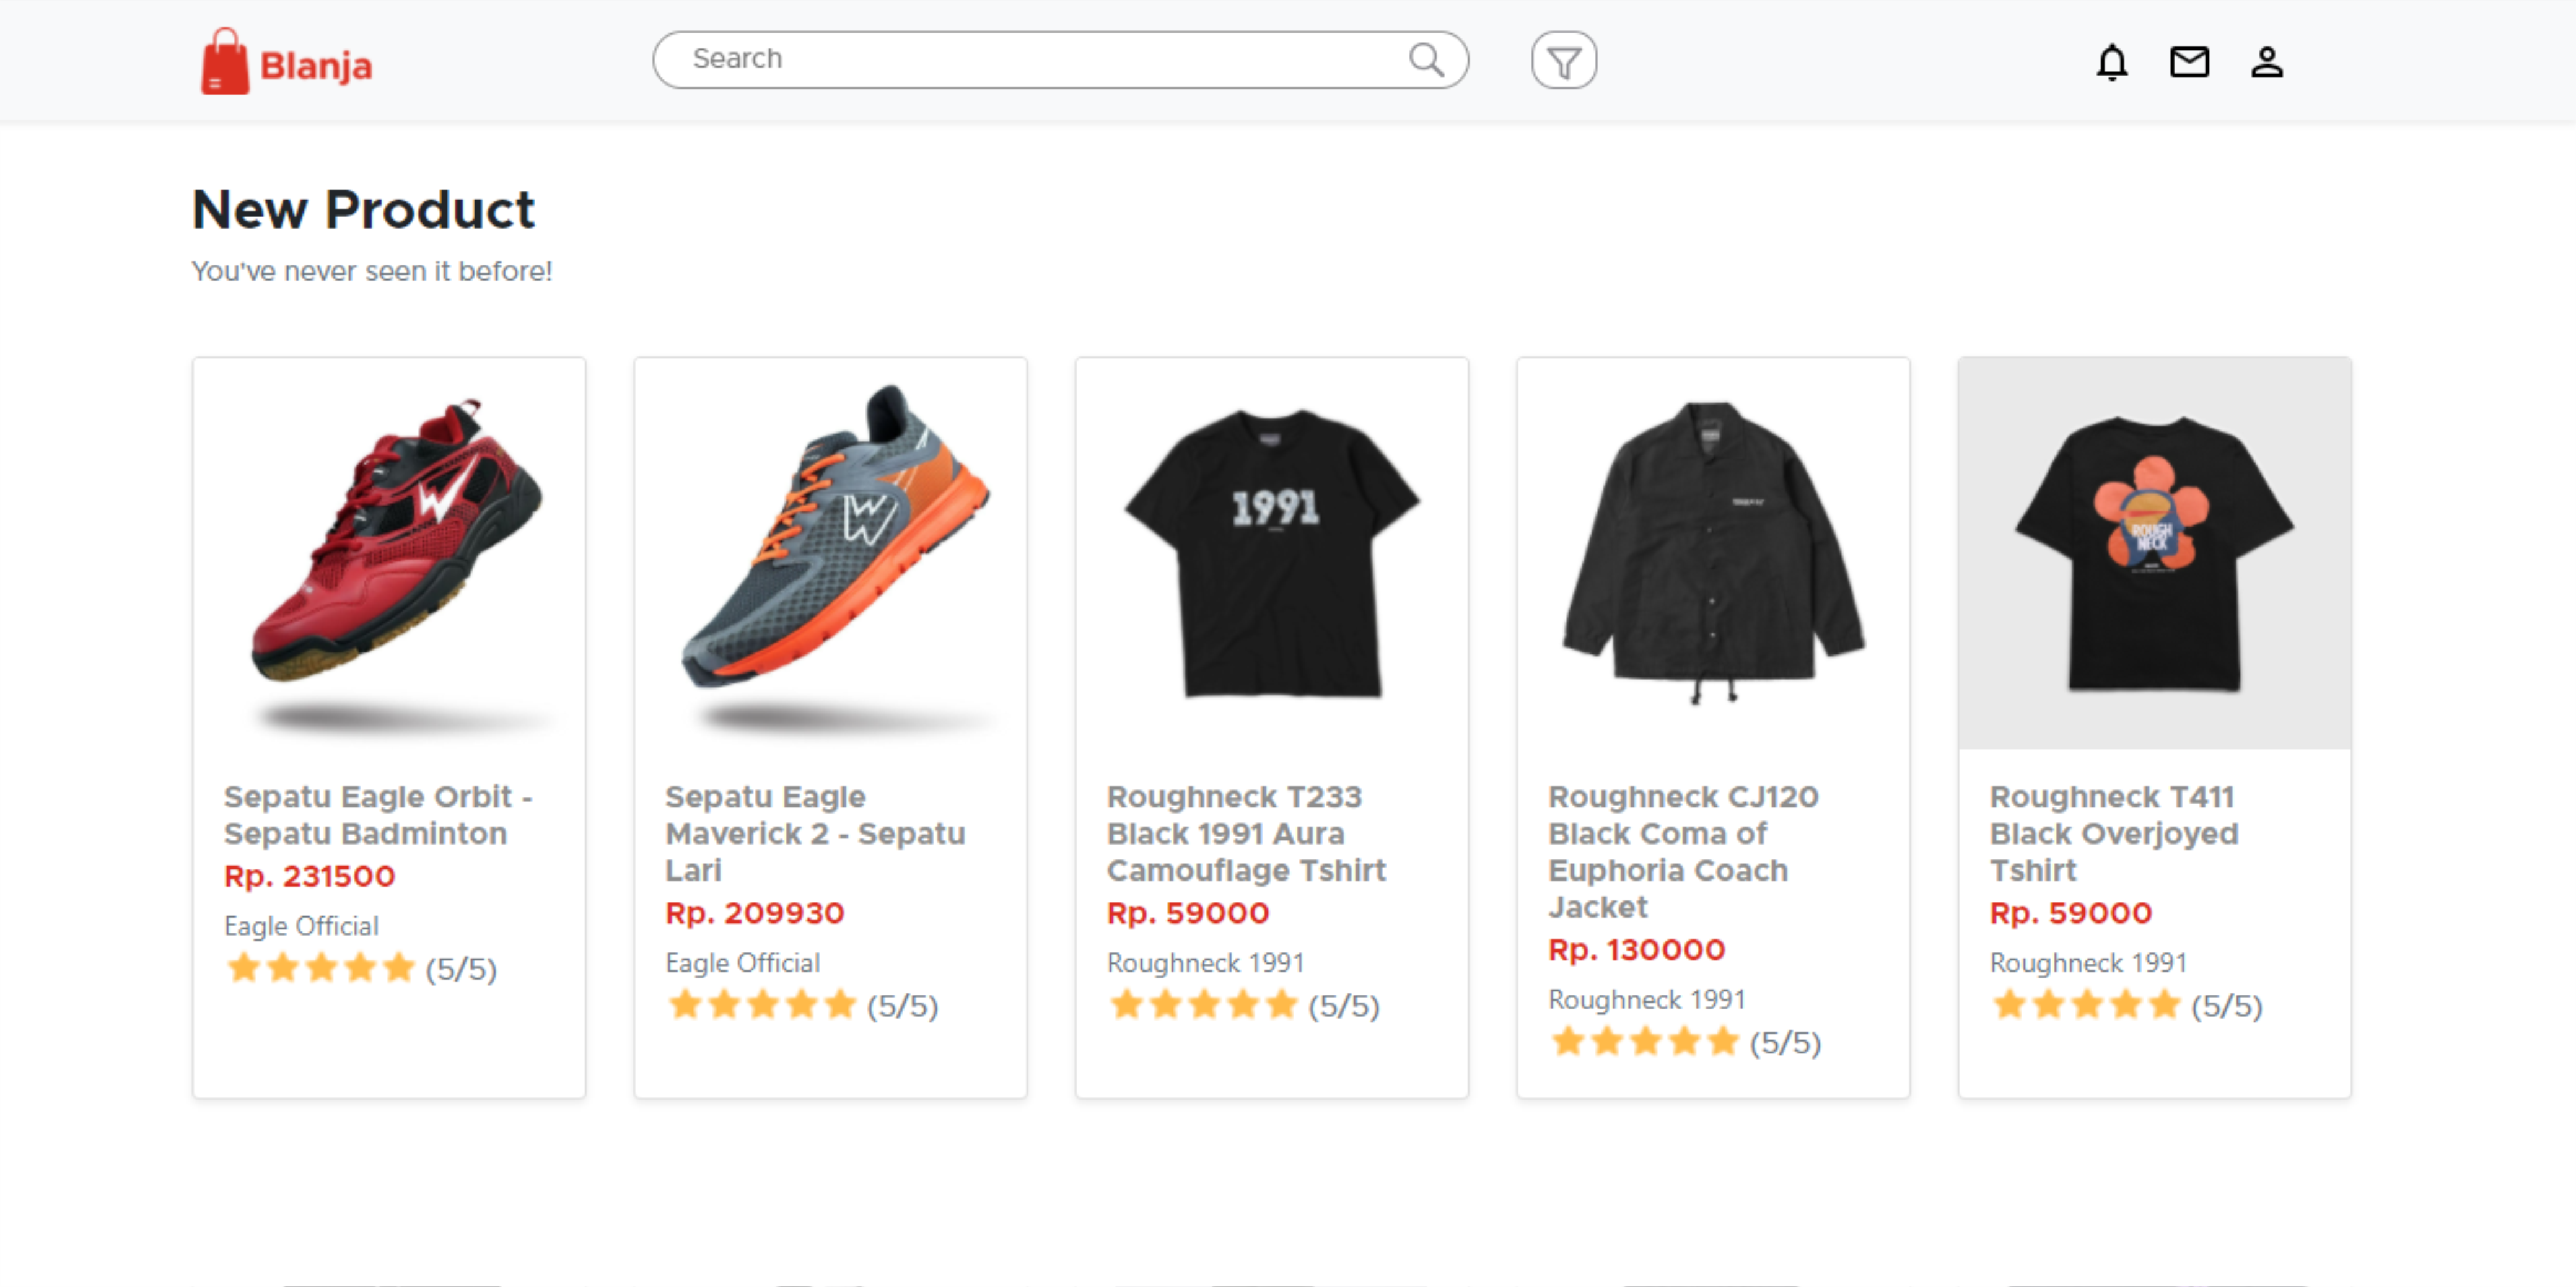 Blanja
Search
New Product
You've never seen it before!
1991
ROUGH
NECK
Sepatu Eagle Orbit -
Sepatu Badminton
Rp. 231500
Eagle Official
(5/5)
Sepatu Eagle
Maverick 2 - Sepatu
Lari
Rp. 209930
Eagle Official
(5/5)
Roughneck T233
Black 1991 Aura
Camouflage Tshirt
Rp. 59000
Roughneck 1991
(5/5)
Roughneck CJ120
Black Coma of
Euphoria Coach
Jacket
Rp. 130000
Roughneck 1991
(5/5)
Roughneck T411
Black Overjoyed
Tshirt
Rp. 59000
Roughneck 1991
(5/5)